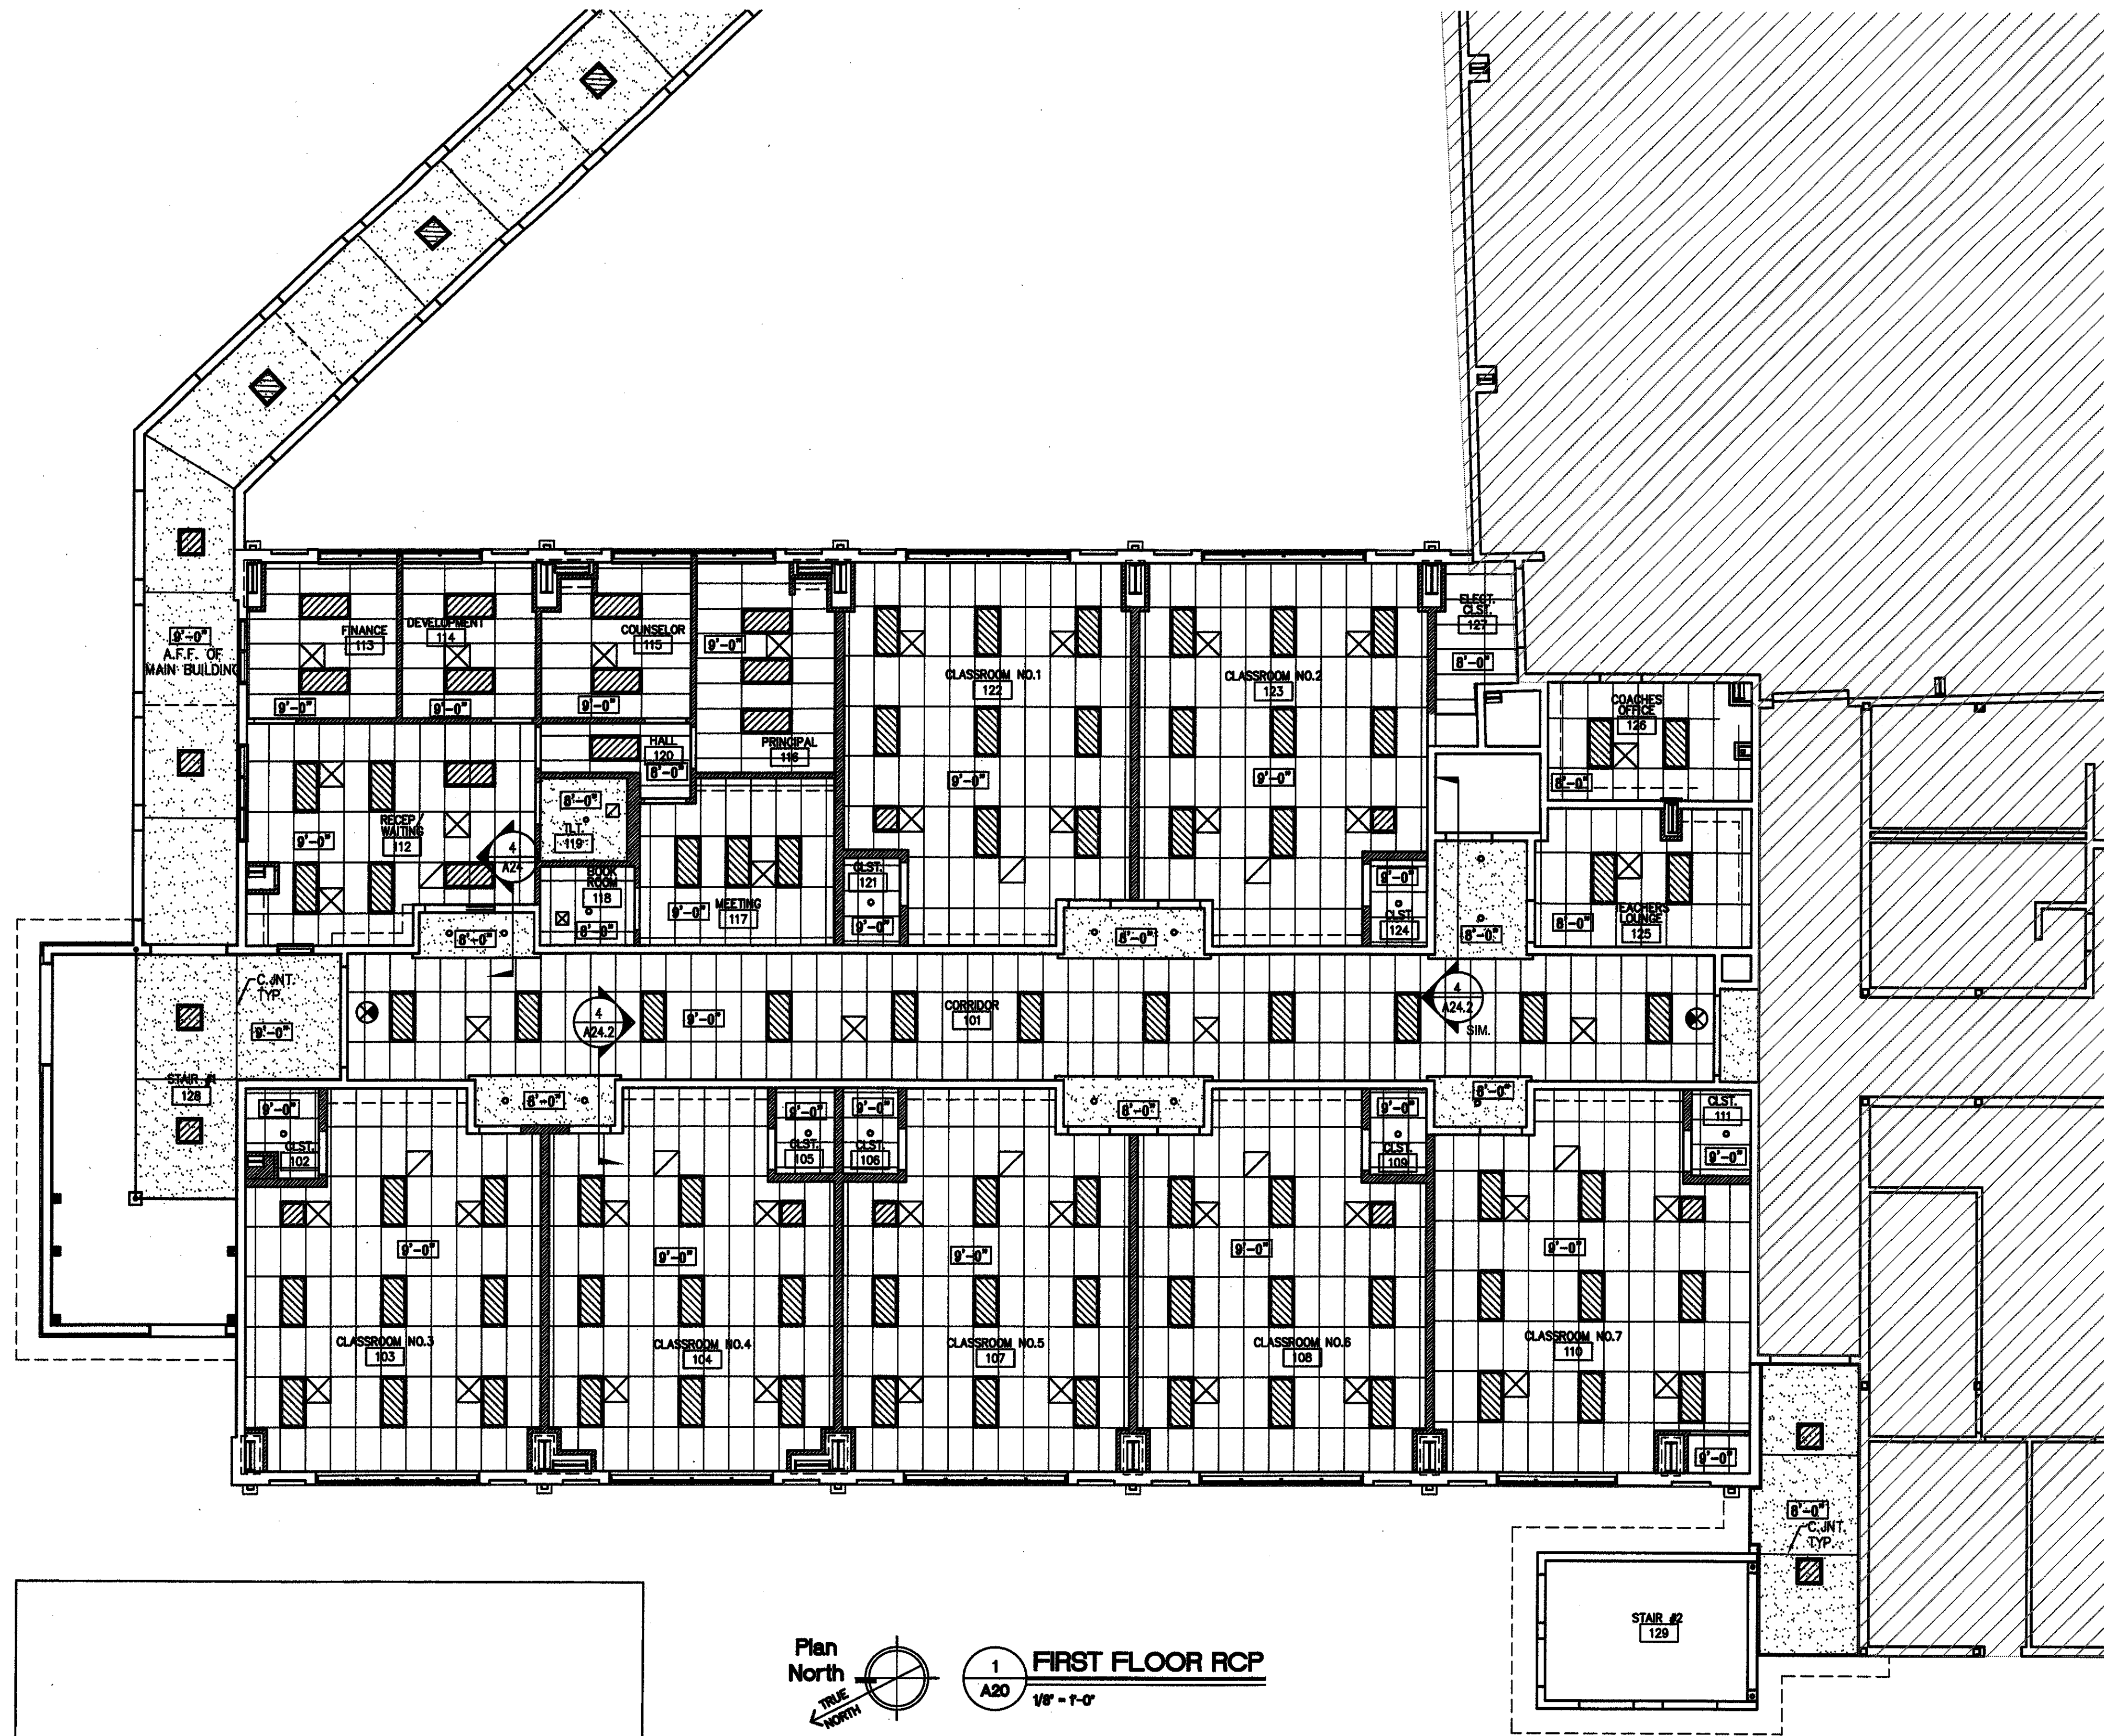 9'-0"
A.F.F. OF
MAIN BUILDING
FINANCE
113
9'-0"
DEVELOPMENT
114
9'-0"
COUNSELOR
115
9'-0"
9'-0"
PRINCIPAL
116
HALL
120
8'-0"
CLASSROOM NO.1
122
9'-0"
CLASSROOM NO.2
123
9'-0"
ELECT.
CLST.
127
8'-0"
COACHES
OFFICE
126
8'-0"
RECEP/
WAITING
112
9'-0"
4
A24
8'-0"
TLT.
119
BOOK
ROOM
118
8'-0"
MEETING
117
9'-0"
CLST.
121
9'-0"
9'-0"
CLST.
124
TEACHERS
LOUNGE
125
8'-0"
8'-0"
8'-0"
8'-0"
C.JNT.
TYP.
9'-0"
STAIR #1
128
4
A24.2
9'-0"
CORRIDOR
101
4
A24.2
SIM.
9'-0"
CLST.
102
8'-0"
9'-0"
CLST.
105
9'-0"
CLST.
106
8'-0"
9'-0"
CLST.
109
8'-0"
CLST.
111
9'-0"
9'-0"
CLASSROOM NO.3
103
9'-0"
CLASSROOM NO.4
104
9'-0"
CLASSROOM NO.5
107
9'-0"
CLASSROOM NO.6
108
9'-0"
CLASSROOM NO.7
110
9'-0"
8'-0"
C.JNT.
TYP.
STAIR #2
129
Plan
North
TRUE
NORTH
1
A20
FIRST FLOOR RCP
1/8" = 1'-0"